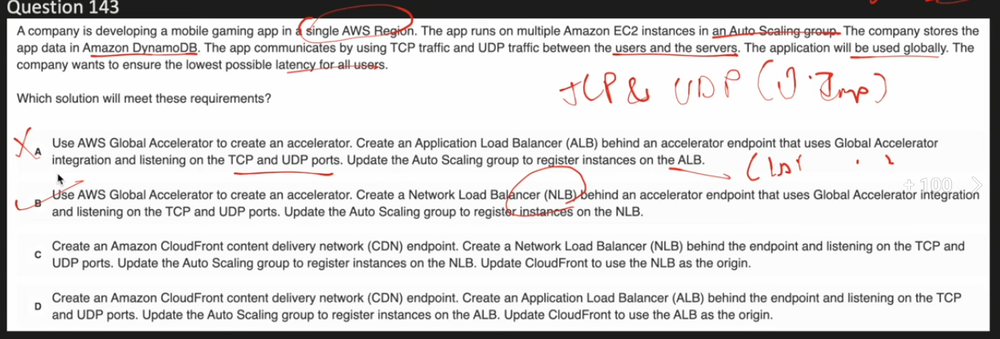 Question 143
A company is developing a mobile gaming app in a single AWS Region. The app runs on multiple Amazon EC2 instances in an Auto Scaling group. The company stores the
app data in Amazon DynamoDB. The app communicates by using TCP traffic and UDP traffic between the users and the servers. The application will be used globally. The
company wants to ensure the lowest possible latency for all users.
TCP & UDP (V.Imp)
Which solution will meet these requirements?
A Use AWS Global Accelerator to create an accelerator. Create an Application Load Balancer (ALB) behind an accelerator endpoint that uses Global Accelerator
integration and listening on the TCP and UDP ports. Update the Auto Scaling group to register instances on the ALB.
+ 100
B Use AWS Global Accelerator to create an accelerator. Create a Network Load Balancer (NLB) behind an accelerator endpoint that uses Global Accelerator integration
and listening on the TCP and UDP ports. Update the Auto Scaling group to register instances on the NLB.
C Create an Amazon CloudFront content delivery network (CDN) endpoint. Create a Network Load Balancer (NLB) behind the endpoint and listening on the TCP and
UDP ports. Update the Auto Scaling group to register instances on the NLB. Update CloudFront to use the NLB as the origin.
D Create an Amazon CloudFront content delivery network (CDN) endpoint. Create an Application Load Balancer (ALB) behind the endpoint and listening on the TCP
and UDP ports. Update the Auto Scaling group to register instances on the ALB. Update CloudFront to use the ALB as the origin.